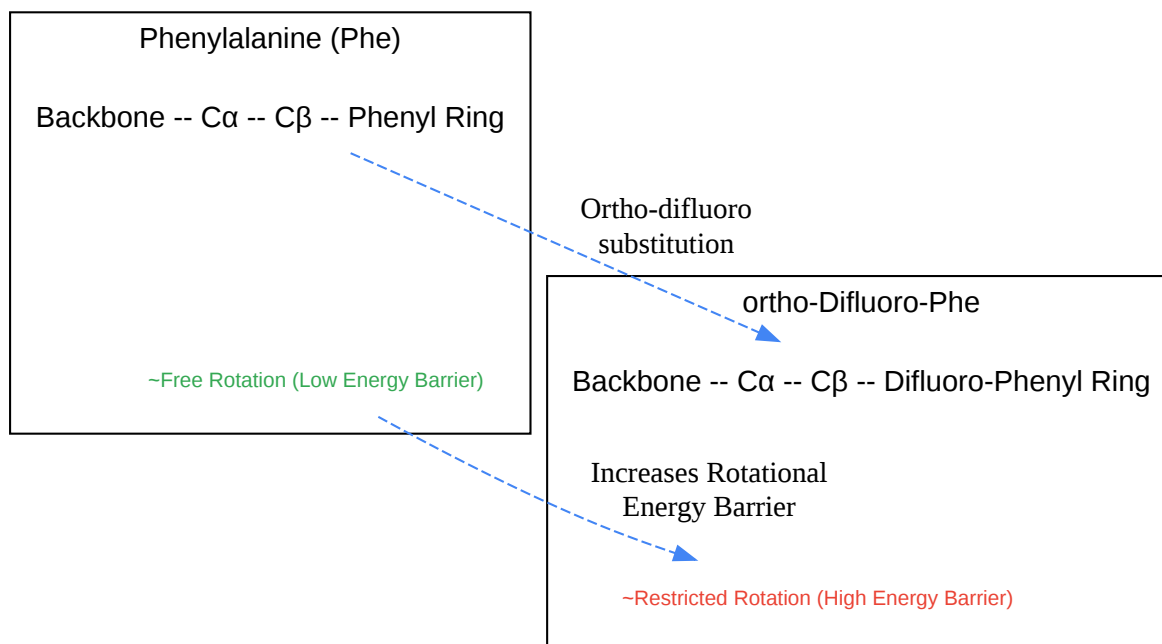 Phenylalanine (Phe)
Backbone -- Cα -- Cβ -- Phenyl Ring
~Free Rotation (Low Energy Barrier)
Ortho-difluoro
substitution
ortho-Difluoro-Phe
Backbone -- Cα -- Cβ -- Difluoro-Phenyl Ring
Increases Rotational
Energy Barrier
~Restricted Rotation (High Energy Barrier)